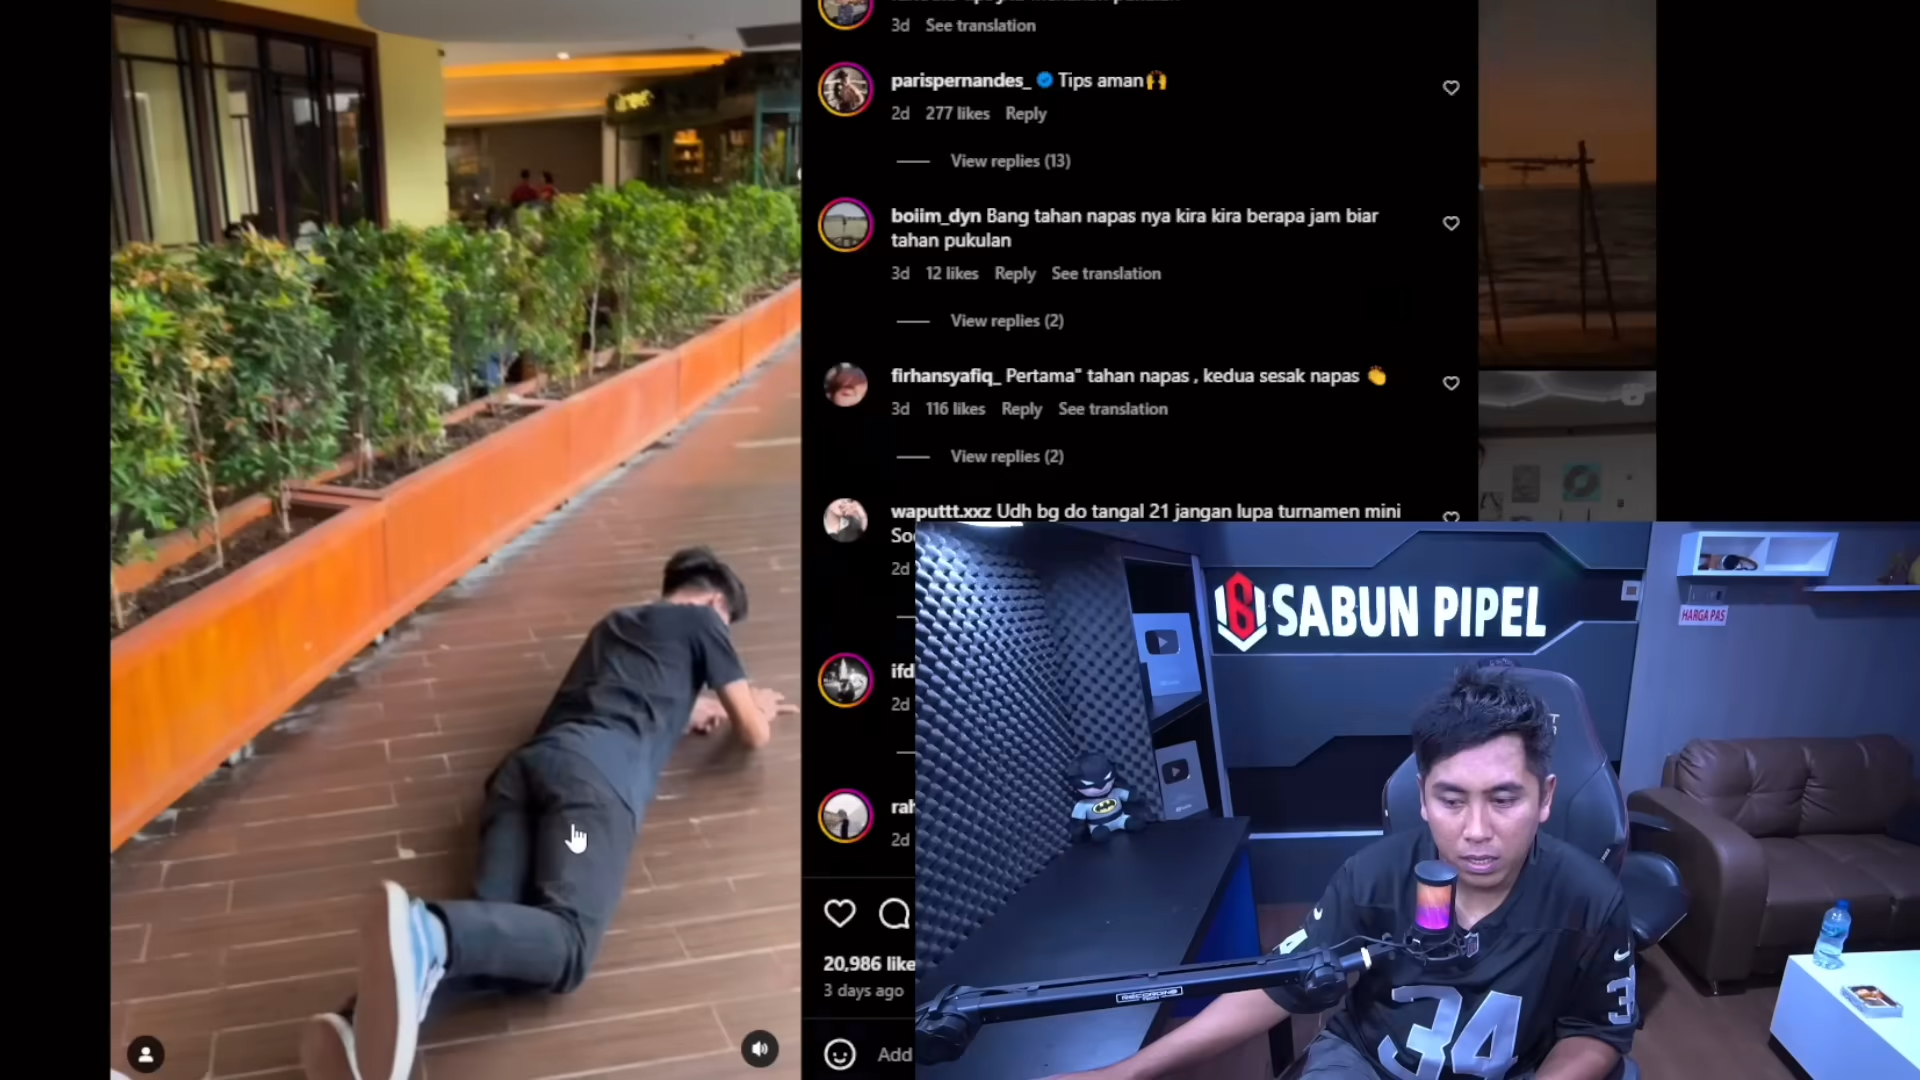 3d See translation
parispernandes_ Tips aman🙌
2d 277 likes Reply
View replies (13)
boiim_dyn Bang tahan napas nya kira kira berapa jam biar
tahan pukulan
3d 12 likes Reply See translation
View replies (2)
firhansyafiq_ Pertama" tahan napas , kedua sesak napas 👏
3d 116 likes Reply See translation
View replies (2)
waputtt.xxz Udh bg do tangal 21 jangan lupa turnamen mini
2d
ifd
2d
rah
2d
20,986 like
3 days ago
Add
SABUN PIPEL
HARGA PAS
34
3